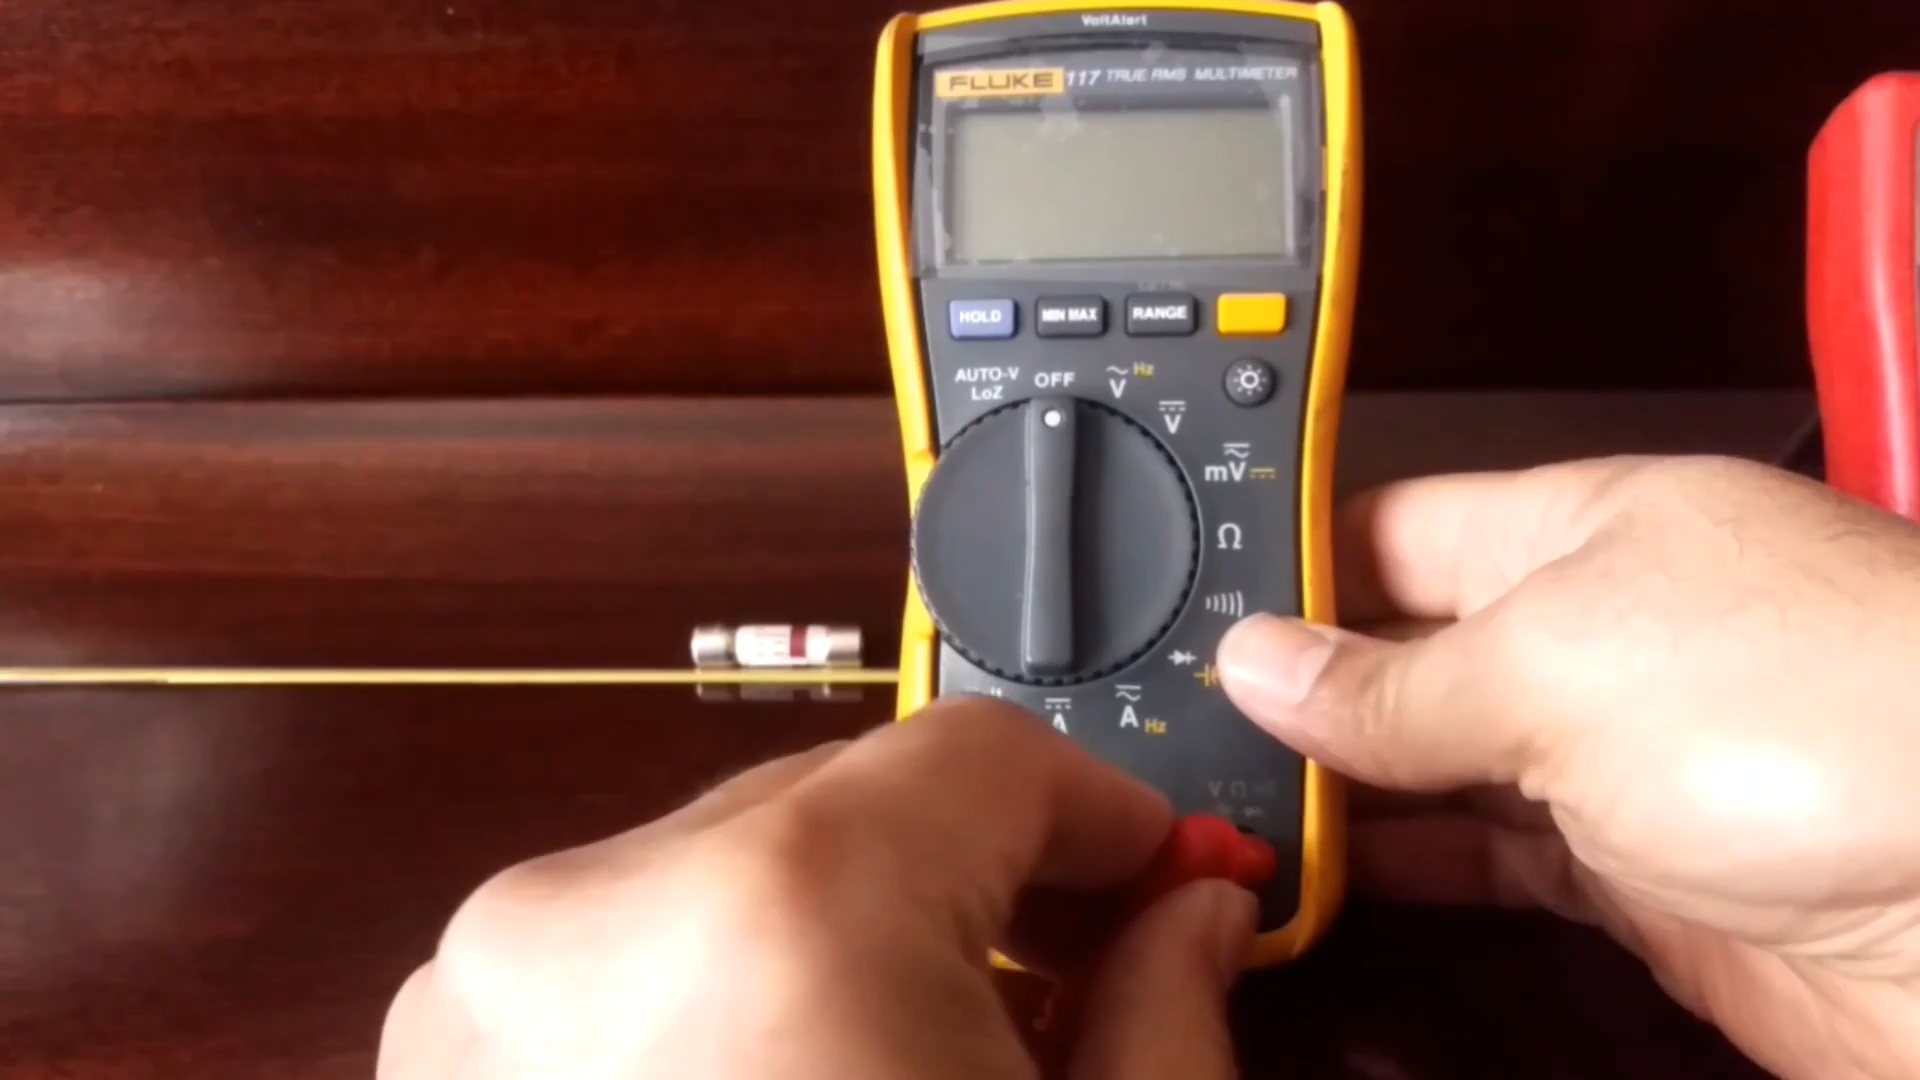 VoltAlert
FLUKE 117 TRUE RMS MULTIMETER
HOLD MIN MAX RANGE
AUTO-V
LoZ
OFF
~
V Hz
V
mV
Ω
A
A Hz
V Ω